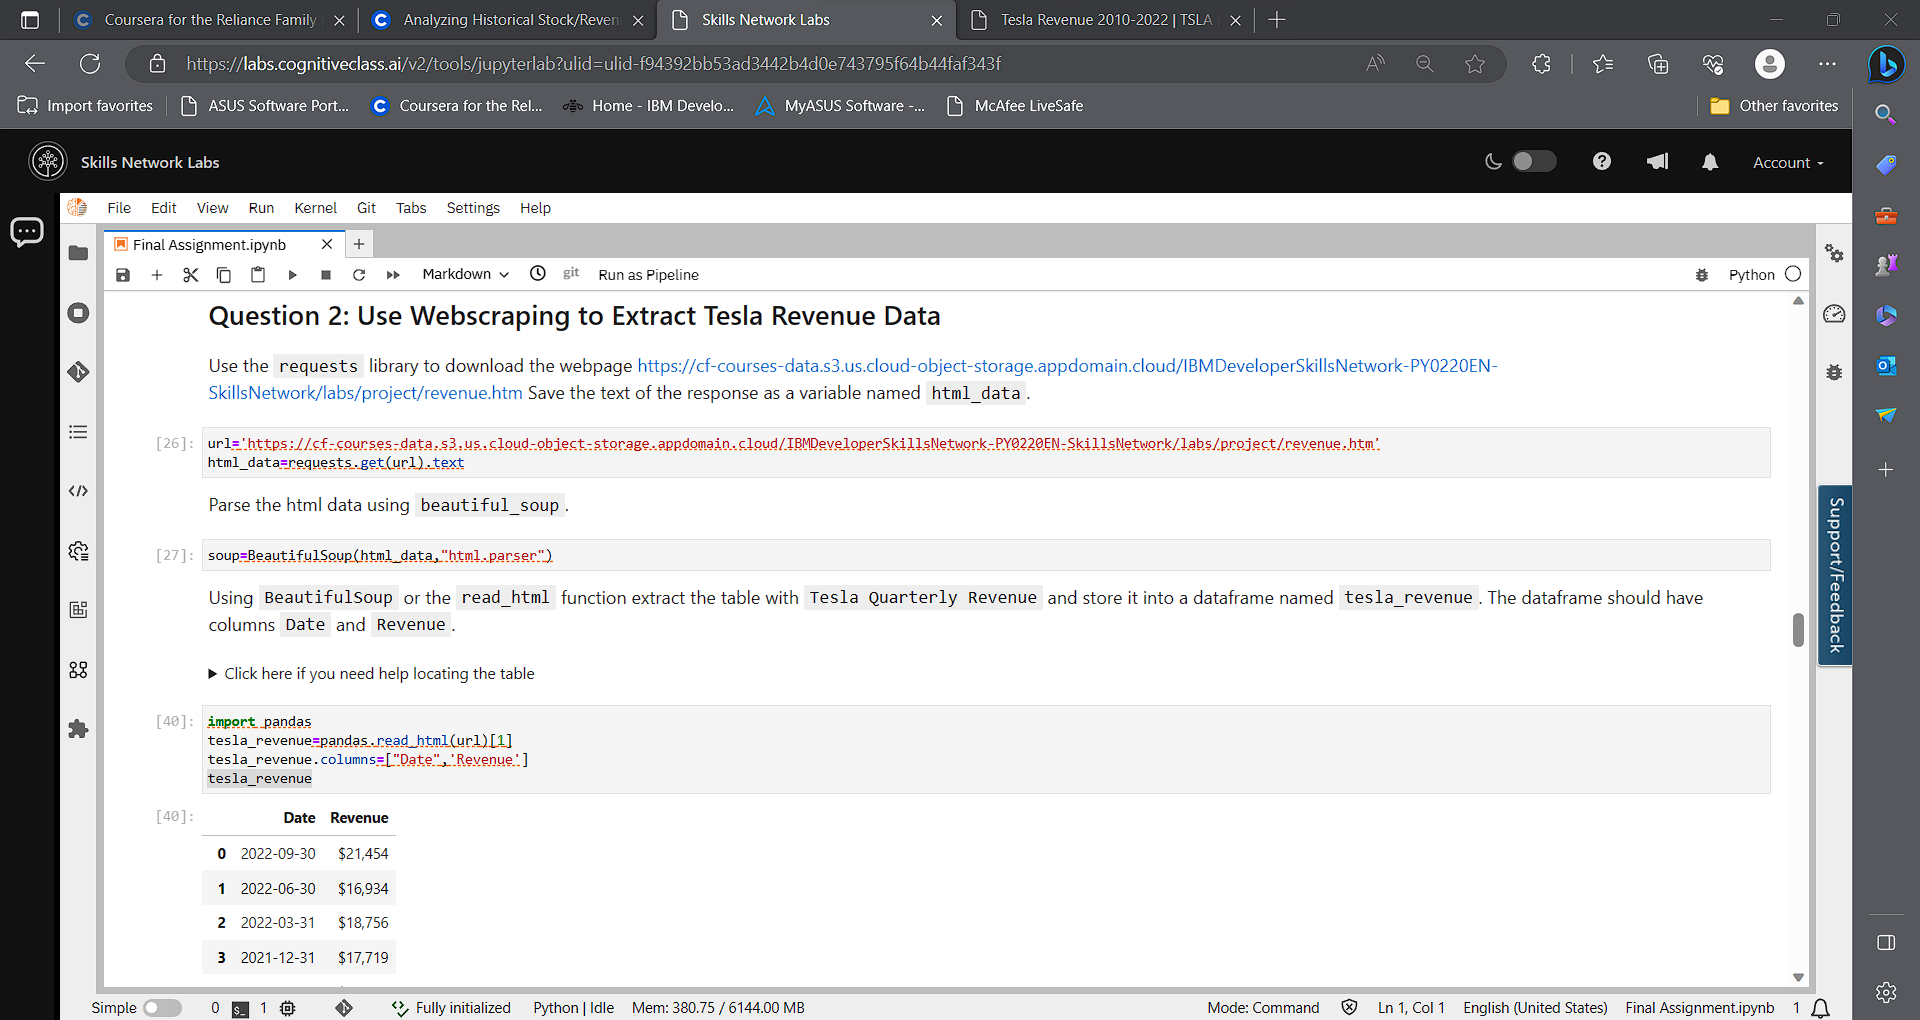 Coursera for the Reliance Family
Analyzing Historical Stock/Reven
Skills Network Labs
Tesla Revenue 2010-2022 | TSLA
https://labs.cognitiveclass.ai/v2/tools/jupyterlab?ulid=ulid-f94392bb53ad3442b4d0e743795f64b44faf343f
Import favorites
ASUS Software Port...
Coursera for the Rel...
Home - IBM Develo...
MyASUS Software -...
McAfee LiveSafe
Other favorites
Skills Network Labs
Account
File Edit View Run Kernel Git Tabs Settings Help
Final Assignment.ipynb
Markdown
git
Run as Pipeline
Python
Question 2: Use Webscraping to Extract Tesla Revenue Data
Use the requests library to download the webpage https://cf-courses-data.s3.us.cloud-object-storage.appdomain.cloud/IBMDeveloperSkillsNetwork-PY0220EN-
SkillsNetwork/labs/project/revenue.htm Save the text of the response as a variable named html_data.
[26]: url='https://cf-courses-data.s3.us.cloud-object-storage.appdomain.cloud/IBMDeveloperSkillsNetwork-PY0220EN-SkillsNetwork/labs/project/revenue.htm'
html_data=requests.get(url).text
Parse the html data using beautiful_soup.
[27]: soup=BeautifulSoup(html_data,"html.parser")
Using BeautifulSoup or the read_html function extract the table with Tesla Quarterly Revenue and store it into a dataframe named tesla_revenue. The dataframe should have
columns Date and Revenue.
Click here if you need help locating the table
[40]: import pandas
tesla_revenue=pandas.read_html(url)[1]
tesla_revenue.columns=["Date",'Revenue']
tesla_revenue
[40]: Date Revenue
0 2022-09-30 $21,454
1 2022-06-30 $16,934
2 2022-03-31 $18,756
3 2021-12-31 $17,719
Support/Feedback
Simple 0 1 Fully initialized Python | Idle Mem: 380.75 / 6144.00 MB Mode: Command Ln 1, Col 1 English (United States) Final Assignment.ipynb 1